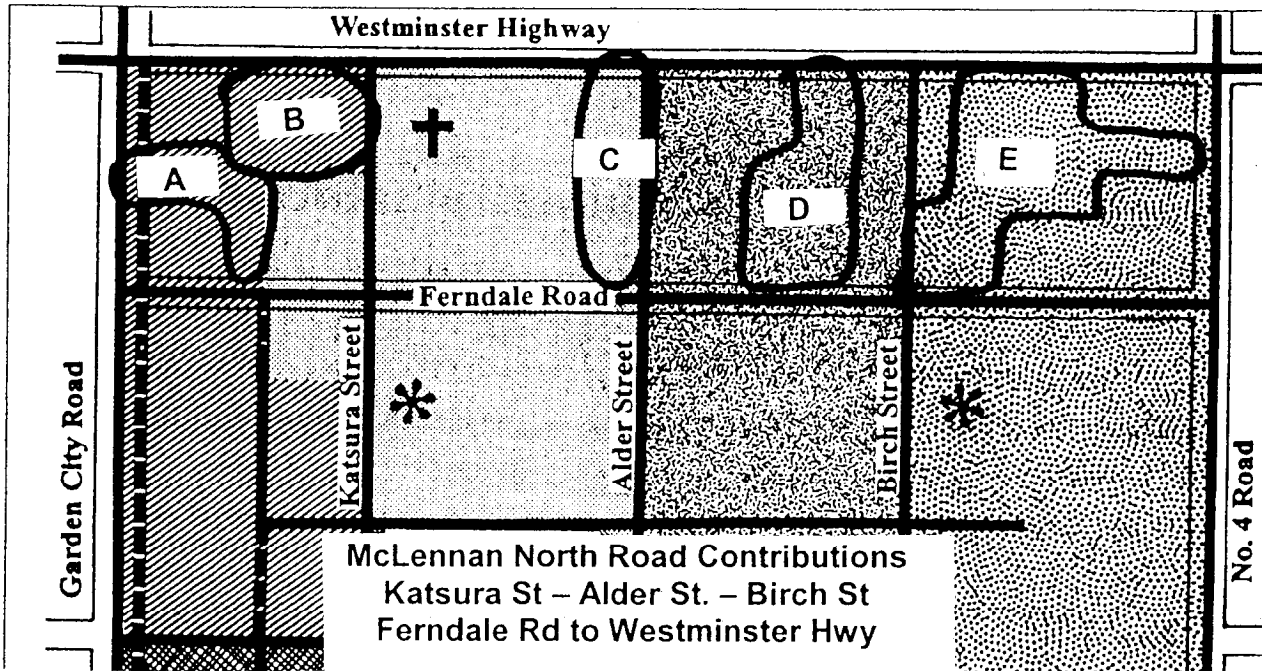 Westminster Highway
B
A
C
D
E
Ferndale Road
Garden City Road
Katsura Street
Alder Street
Birch Street
No. 4 Road
McLennan North Road Contributions
Katsura St – Alder St. – Birch St
Ferndale Rd to Westminster Hwy